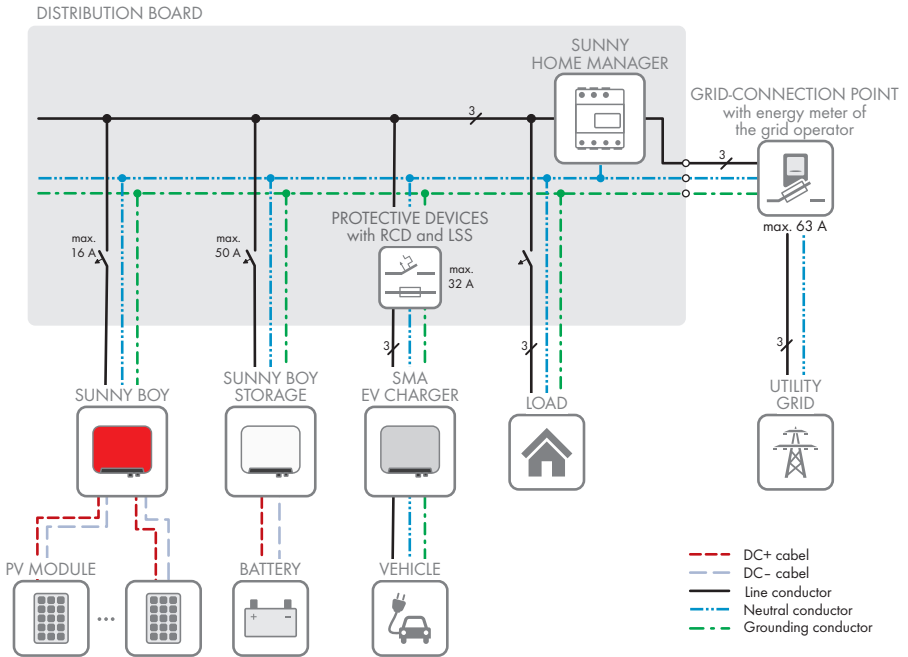 DISTRIBUTION BOARD
SUNNY
HOME MANAGER
GRID-CONNECTION POINT
with energy meter of
the grid operator
3
3
PROTECTIVE DEVICES
with RCD and LSS
max.
16 A
max.
50 A
max.
32 A
max. 63 A
3
3
3
SUNNY BOY
SUNNY BOY
STORAGE
SMA
EV CHARGER
LOAD
UTILITY
GRID
PV MODULE
...
BATTERY
+ −
VEHICLE
DC+ cabel
DC− cabel
Line conductor
Neutral conductor
Grounding conductor